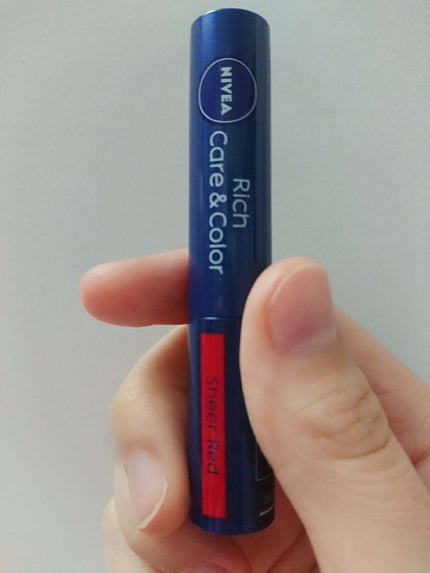 NIVEA
Rich
Care & Color
Sheer Red